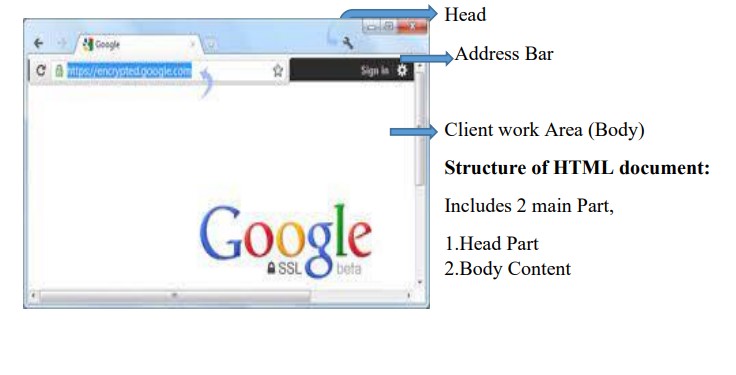 Head
Google
Address Bar
https://encrypted.google.com
Sign in
Client work Area (Body)
Structure of HTML document:
Includes 2 main Part,
1.Head Part
2.Body Content
Google
SSL beta